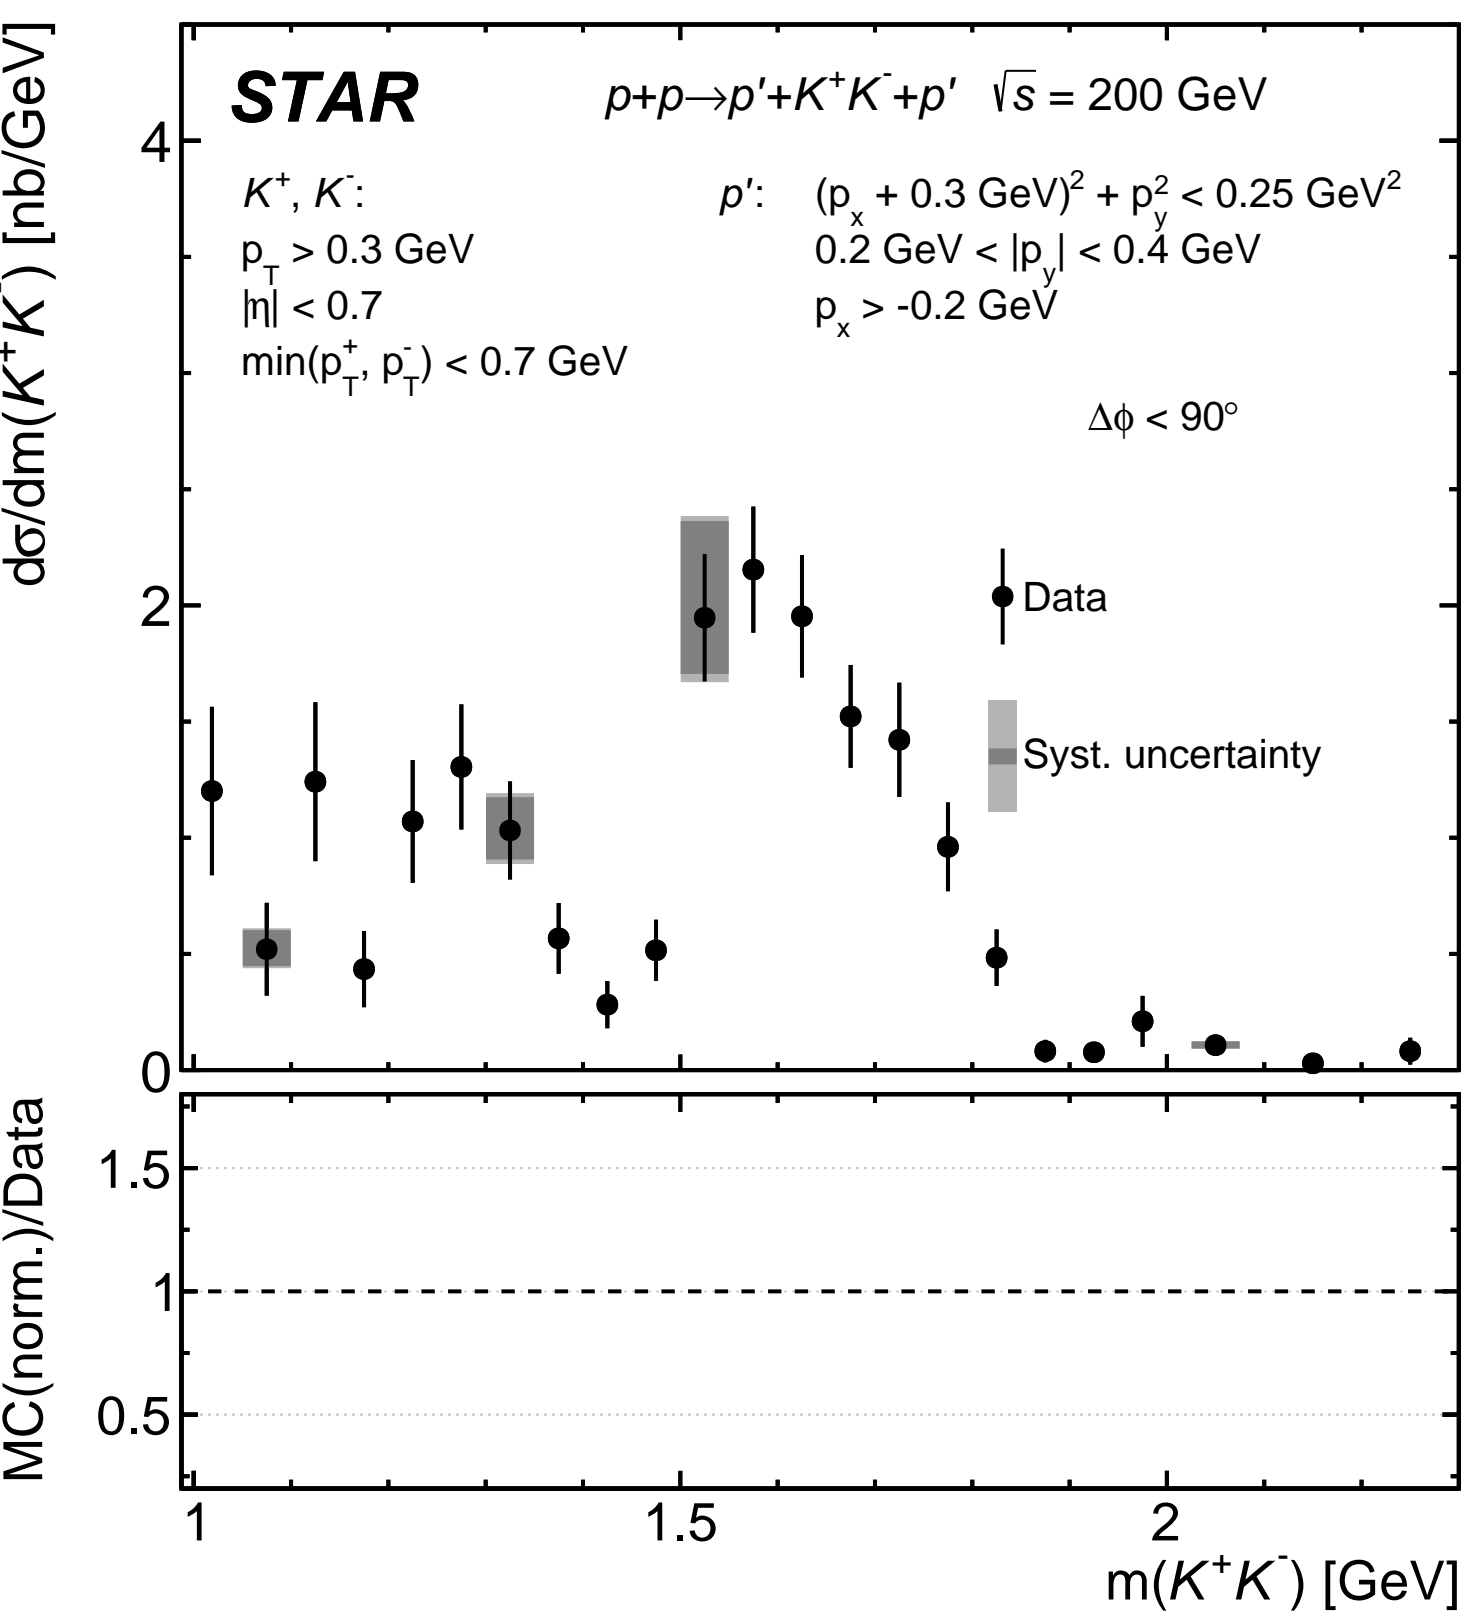 dσ/dm(K⁺K⁻) [nb/GeV]
STAR
p+p→p'+K⁺K⁻+p' √s = 200 GeV
K⁺, K⁻:
p_T > 0.3 GeV
|η| < 0.7
min(p_T⁺, p_T⁻) < 0.7 GeV
p': (p_x + 0.3 GeV)² + p_y² < 0.25 GeV²
0.2 GeV < |p_y| < 0.4 GeV
p_x > -0.2 GeV
Δϕ < 90°
Data
Syst. uncertainty
4
2
0
MC(norm.)/Data
1.5
1
0.5
1 1.5 2
m(K⁺K⁻) [GeV]